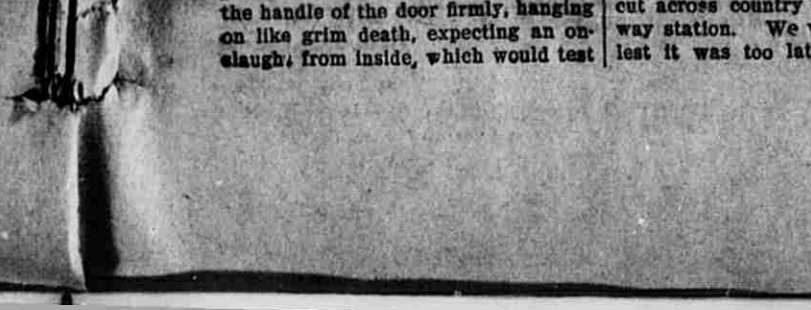 the handle of the door firmly, hanging
on like grim death, expecting an on-
slaught from inside, which would test
cut across country
way station. We
lest it was too lat